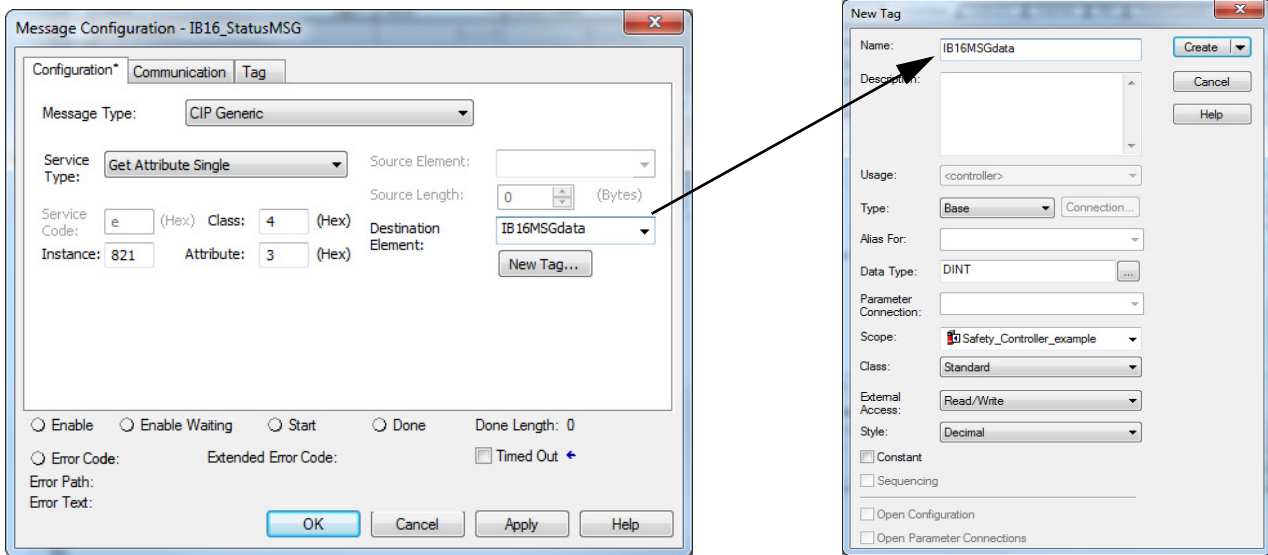 Message Configuration - IB16_StatusMSG
Configuration* Communication Tag
Message Type: CIP Generic
Service Type: Get Attribute Single
Source Element:
Source Length: 0 (Bytes)
Service Code: e (Hex) Class: 4 (Hex)
Destination Element: IB16MSGdata
Instance: 821 Attribute: 3 (Hex)
New Tag...
Enable Enable Waiting Start Done Done Length: 0
Error Code: Extended Error Code: Timed Out
Error Path:
Error Text:
OK Cancel Apply Help
New Tag
Name: IB16MSGdata Create
Description: Cancel
Help
Usage: <controller>
Type: Base Connection...
Alias For:
Data Type: DINT ...
Parameter Connection:
Scope: Safety_Controller_example
Class: Standard
External Access: Read/Write
Style: Decimal
Constant
Sequencing
Open Configuration
Open Parameter Connections